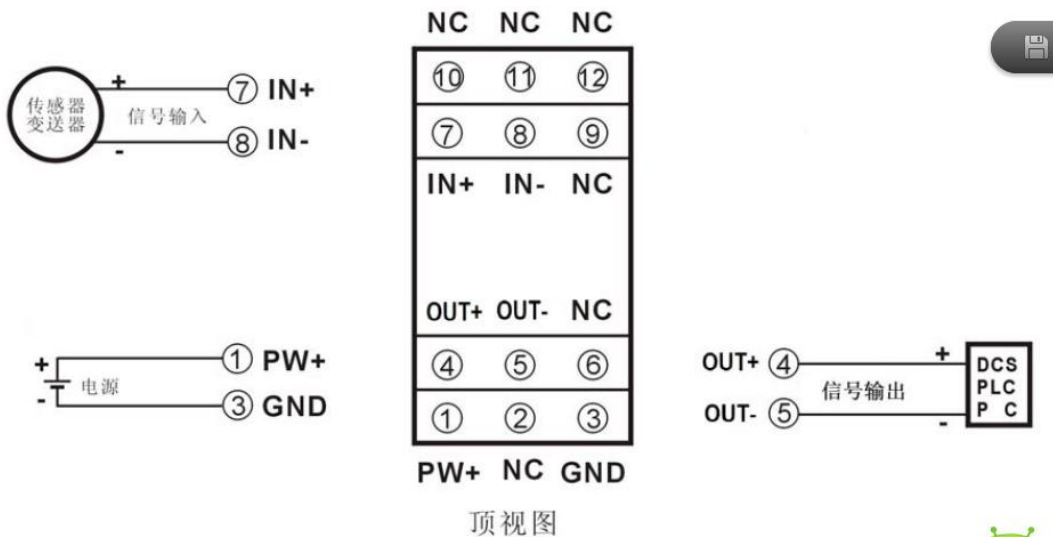 NC NC NC
⑩ ⑪ ⑫
⑦ ⑧ ⑨
IN+ IN- NC
OUT+ OUT- NC
④ ⑤ ⑥
① ② ③
PW+ NC GND
顶视图
传感器
变送器
+
信号输入
-
⑦ IN+
⑧ IN-
+
电源
-
① PW+
③ GND
OUT+ ④
信号输出
OUT- ⑤
+
-
DCS
PLC
P C